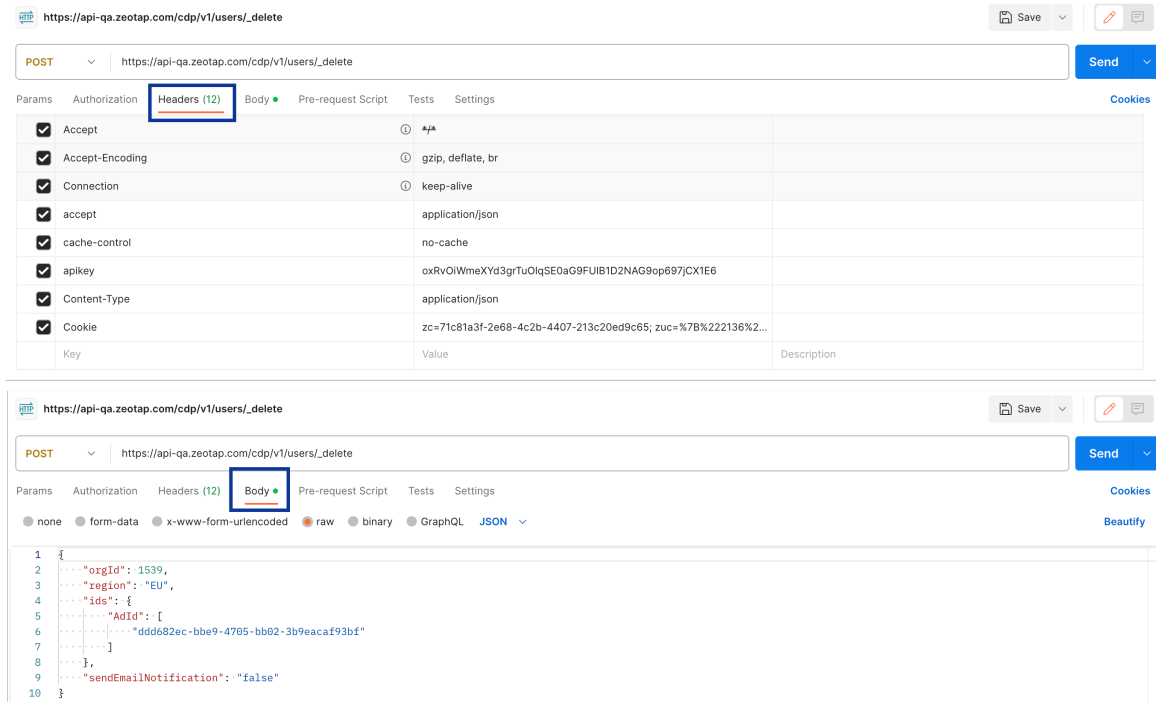 HTTP https://api-qa.zeotap.com/cdp/v1/users/_delete Save
POST https://api-qa.zeotap.com/cdp/v1/users/_delete Send
Params Authorization Headers (12) Body Pre-request Script Tests Settings Cookies
Accept */*
Accept-Encoding gzip, deflate, br
Connection keep-alive
accept application/json
cache-control no-cache
apikey oxRvOiWmeXYd3grTuOlqSE0aG9FUIB1D2NAG9op697jCX1E6
Content-Type application/json
Cookie zc=71c81a3f-2e68-4c2b-4407-213c20ed9c65; zuc=%7B%222136%2...
Key Value Description
HTTP https://api-qa.zeotap.com/cdp/v1/users/_delete Save
POST https://api-qa.zeotap.com/cdp/v1/users/_delete Send
Params Authorization Headers (12) Body Pre-request Script Tests Settings Cookies
none form-data x-www-form-urlencoded raw binary GraphQL JSON Beautify
1 {
2 "orgId": 1539,
3 "region": "EU",
4 "ids": {
5 "AdId": [
6 "ddd682ec-bbe9-4705-bb02-3b9eacaf93bf"
7 ]
8 },
9 "sendEmailNotification": "false"
10 }